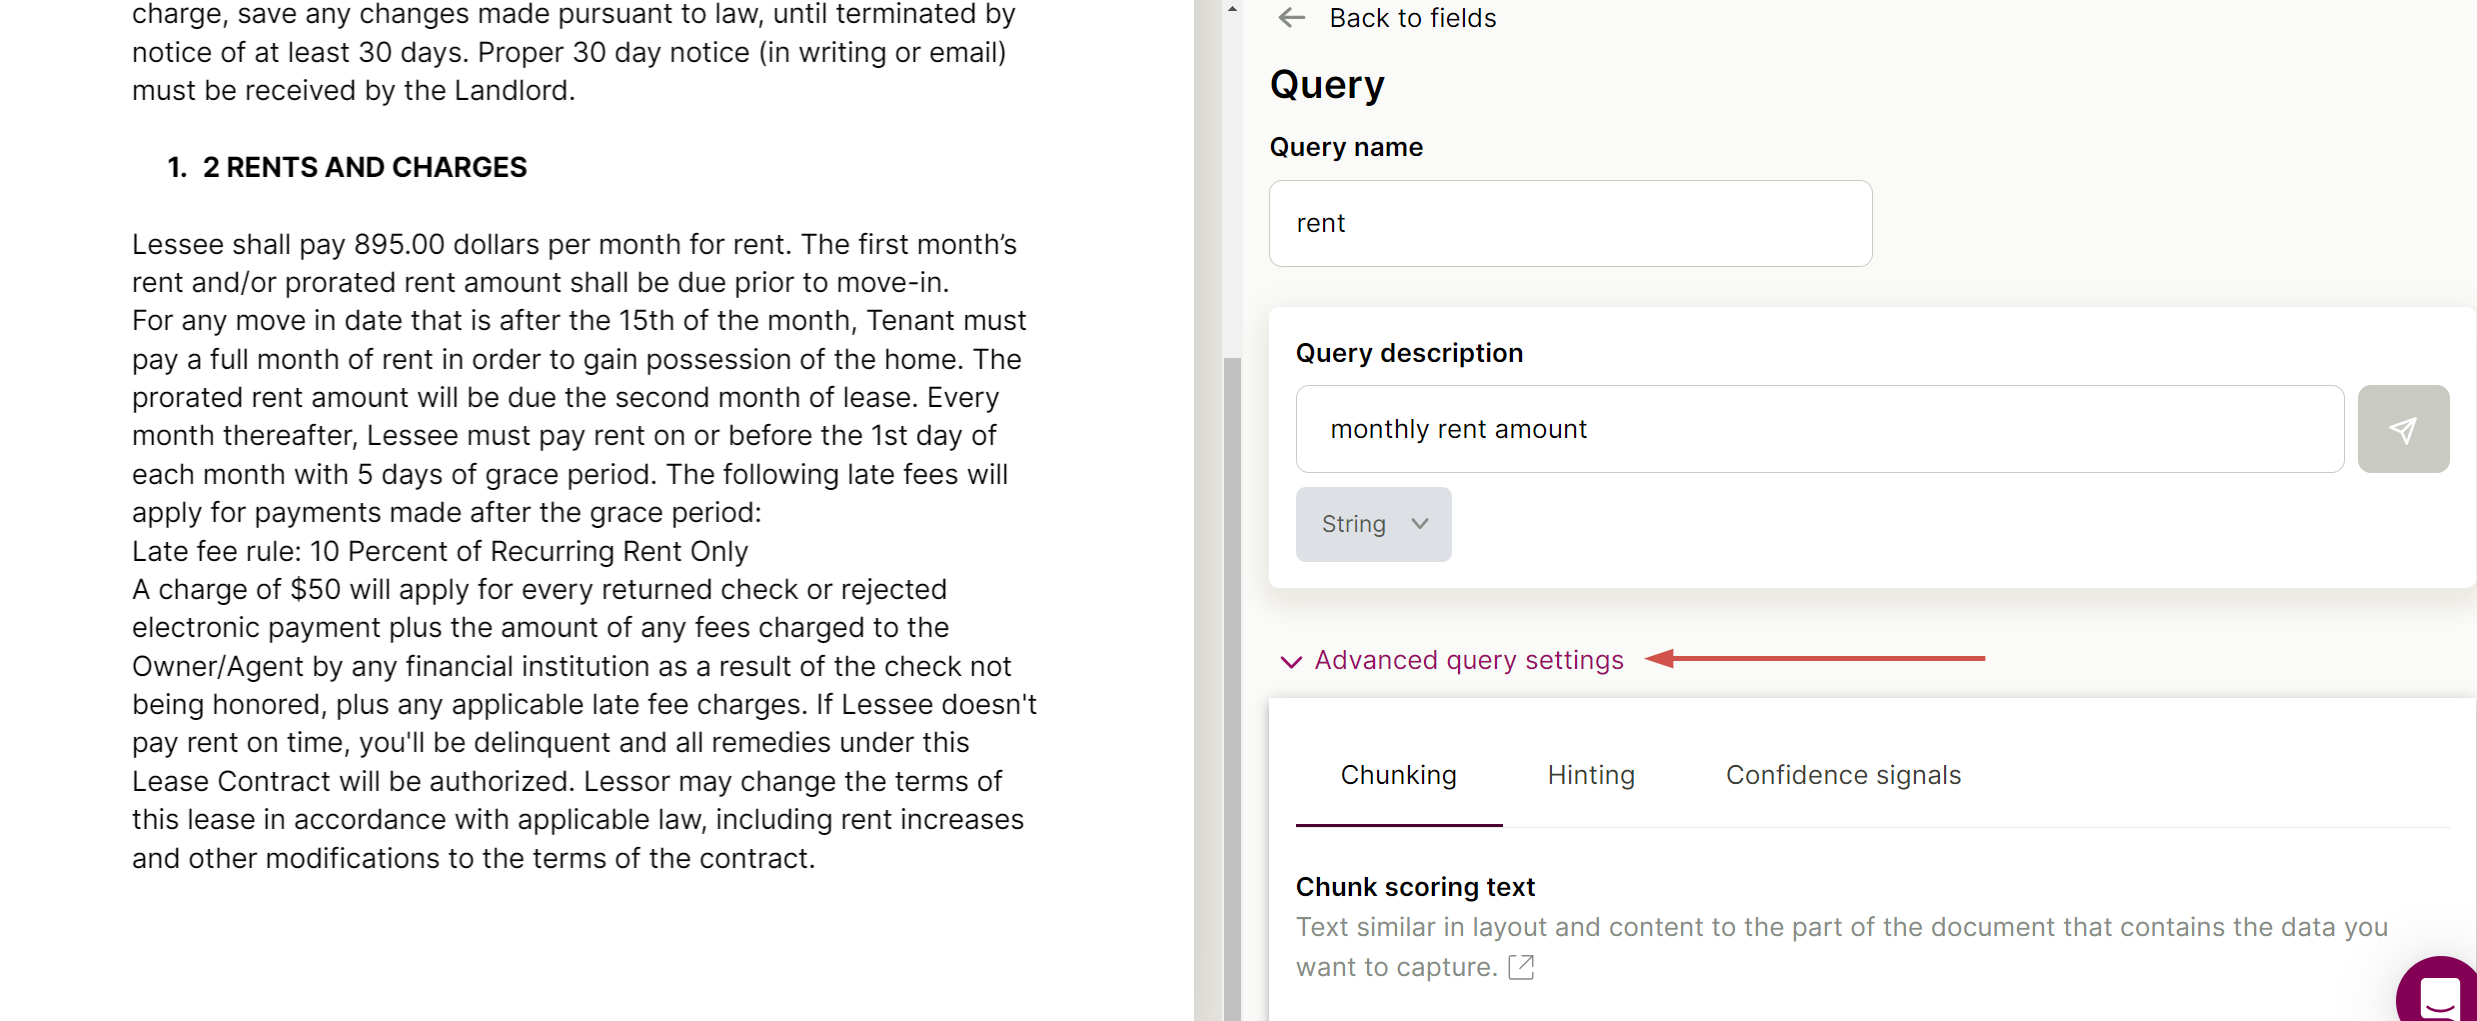 charge, save any changes made pursuant to law, until terminated by
notice of at least 30 days. Proper 30 day notice (in writing or email)
must be received by the Landlord.
1. 2 RENTS AND CHARGES
Lessee shall pay 895.00 dollars per month for rent. The first month’s
rent and/or prorated rent amount shall be due prior to move-in.
For any move in date that is after the 15th of the month, Tenant must
pay a full month of rent in order to gain possession of the home. The
prorated rent amount will be due the second month of lease. Every
month thereafter, Lessee must pay rent on or before the 1st day of
each month with 5 days of grace period. The following late fees will
apply for payments made after the grace period:
Late fee rule: 10 Percent of Recurring Rent Only
A charge of $50 will apply for every returned check or rejected
electronic payment plus the amount of any fees charged to the
Owner/Agent by any financial institution as a result of the check not
being honored, plus any applicable late fee charges. If Lessee doesn't
pay rent on time, you'll be delinquent and all remedies under this
Lease Contract will be authorized. Lessor may change the terms of
this lease in accordance with applicable law, including rent increases
and other modifications to the terms of the contract.
Back to fields
Query
Query name
rent
Query description
monthly rent amount
String
Advanced query settings
Chunking Hinting Confidence signals
Chunk scoring text
Text similar in layout and content to the part of the document that contains the data you
want to capture.